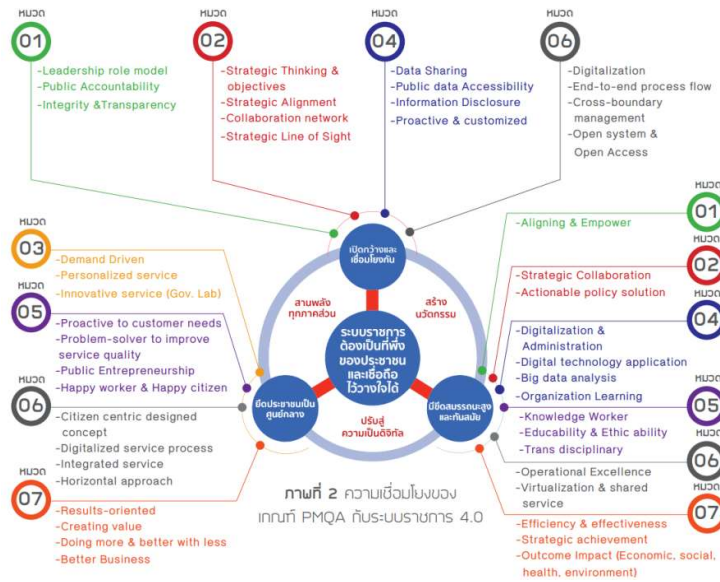 หมวด
01
-Leadership role model
-Public Accountability
-Integrity &Transparency
หมวด
02
-Strategic Thinking &
objectives
-Strategic Alignment
-Collaboration network
-Strategic Line of Sight
หมวด
04
-Data Sharing
-Public data Accessibility
-Information Disclosure
-Proactive & customized
หมวด
06
-Digitalization
-End-to-end process flow
-Cross-boundary
management
-Open system &
Open Access
หมวด
03
-Demand Driven
-Personalized service
-Innovative service (Gov. Lab)
หมวด
05
-Proactive to customer needs
-Problem-solver to improve
service quality
-Public Entrepreneurship
-Happy worker & Happy citizen
หมวด
06
-Citizen centric designed
concept
-Digitalized service process
-Integrated service
-Horizontal approach
หมวด
07
-Results-oriented
-Creating value
-Doing more & better with less
-Better Business
เปิดกว้างและ
เชื่อมโยงกัน
สานพลัง
ทุกภาคส่วน
สร้าง
นวัตกรรม
ระบบราชการ
ต้องเป็นที่พึ่ง
ของประชาชน
และเชื่อถือ
ไว้วางใจได้
ยึดประชาชนเป็น
ศูนย์กลาง
มีขีดสมรรถนะสูง
และทันสมัย
ปรับสู่
ความเป็นดิจิทัล
ภาพที่ 2 ความเชื่อมโยงของ
เกณฑ์ PMQA กับระบบราชการ 4.0
หมวด
01
-Aligning & Empower
หมวด
02
-Strategic Collaboration
-Actionable policy solution
หมวด
04
-Digitalization &
Administration
-Digital technology application
-Big data analysis
-Organization Learning
หมวด
05
-Knowledge Worker
-Educability & Ethic ability
-Trans disciplinary
หมวด
06
-Operational Excellence
-Virtualization & shared
service
หมวด
07
-Efficiency & effectiveness
-Strategic achievement
-Outcome Impact (Economic, social,
health, environment)